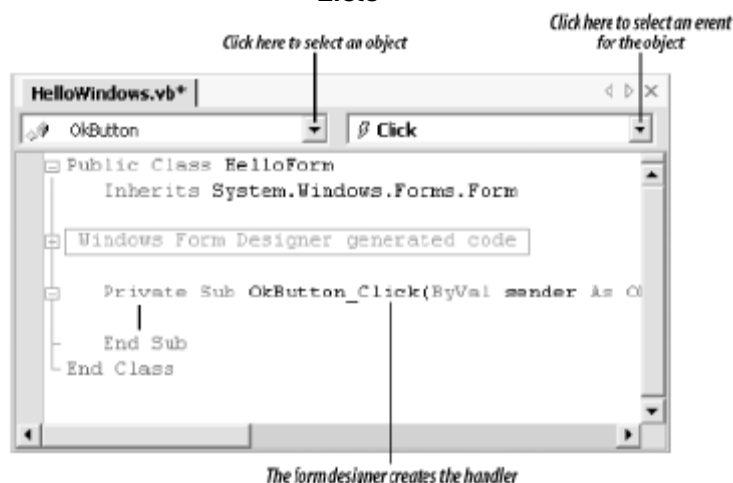 Click here to select an object
Click here to select an event
for the object
HelloWindows.vb*
OkButton
Click
Public Class HelloForm
Inherits System.Windows.Forms.Form
Windows Form Designer generated code
Private Sub OkButton_Click(ByVal sender As
End Sub
End Class
The form designer creates the handler